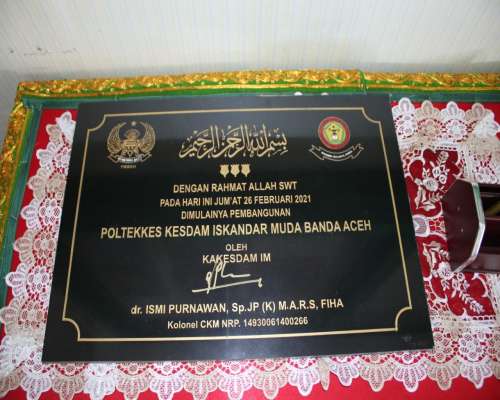 بسم الله الرحمن الرحيم
DENGAN RAHMAT ALLAH SWT
PADA HARI INI JUM'AT 26 FEBRUARI 2021
DIMULAINYA PEMBANGUNAN
POLTEKKES KESDAM ISKANDAR MUDA BANDA ACEH
OLEH
KAKESDAM IM
dr. ISMI PURNAWAN, Sp.JP (K) M.A.R.S, FIHA
Kolonel CKM NRP. 14930061400266